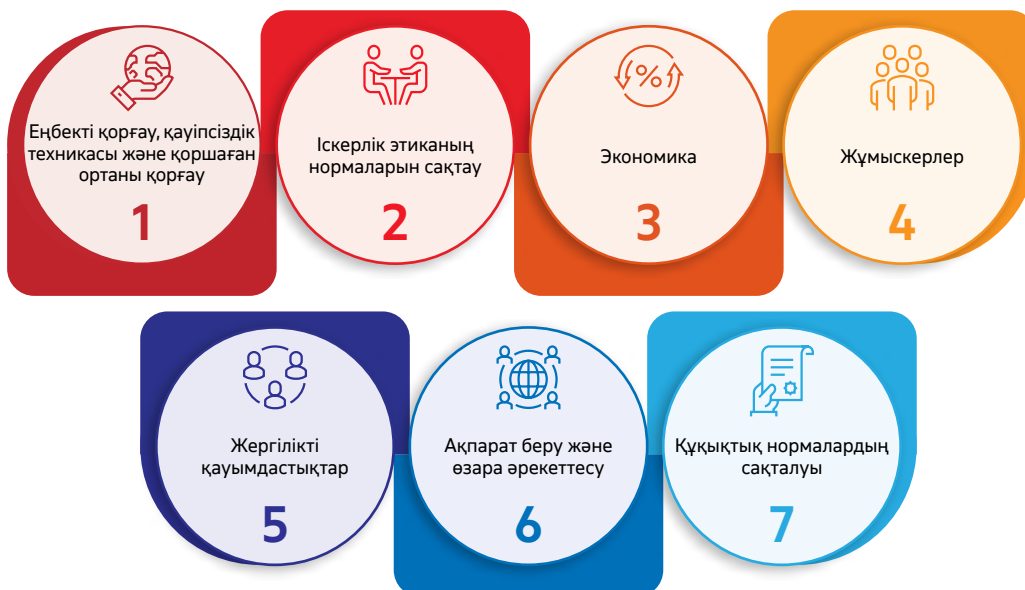 Еңбекті қорғау, қауіпсіздік
техникасы және қоршаған
ортаны қорғау
1
Іскерлік этиканың
нормаларын сақтау
2
%
Экономика
3
Жұмыскерлер
4
Жергілікті
қауымдастықтар
5
Ақпарат беру және
өзара әрекеттесу
6
Құқықтық нормалардың
сақталуы
7